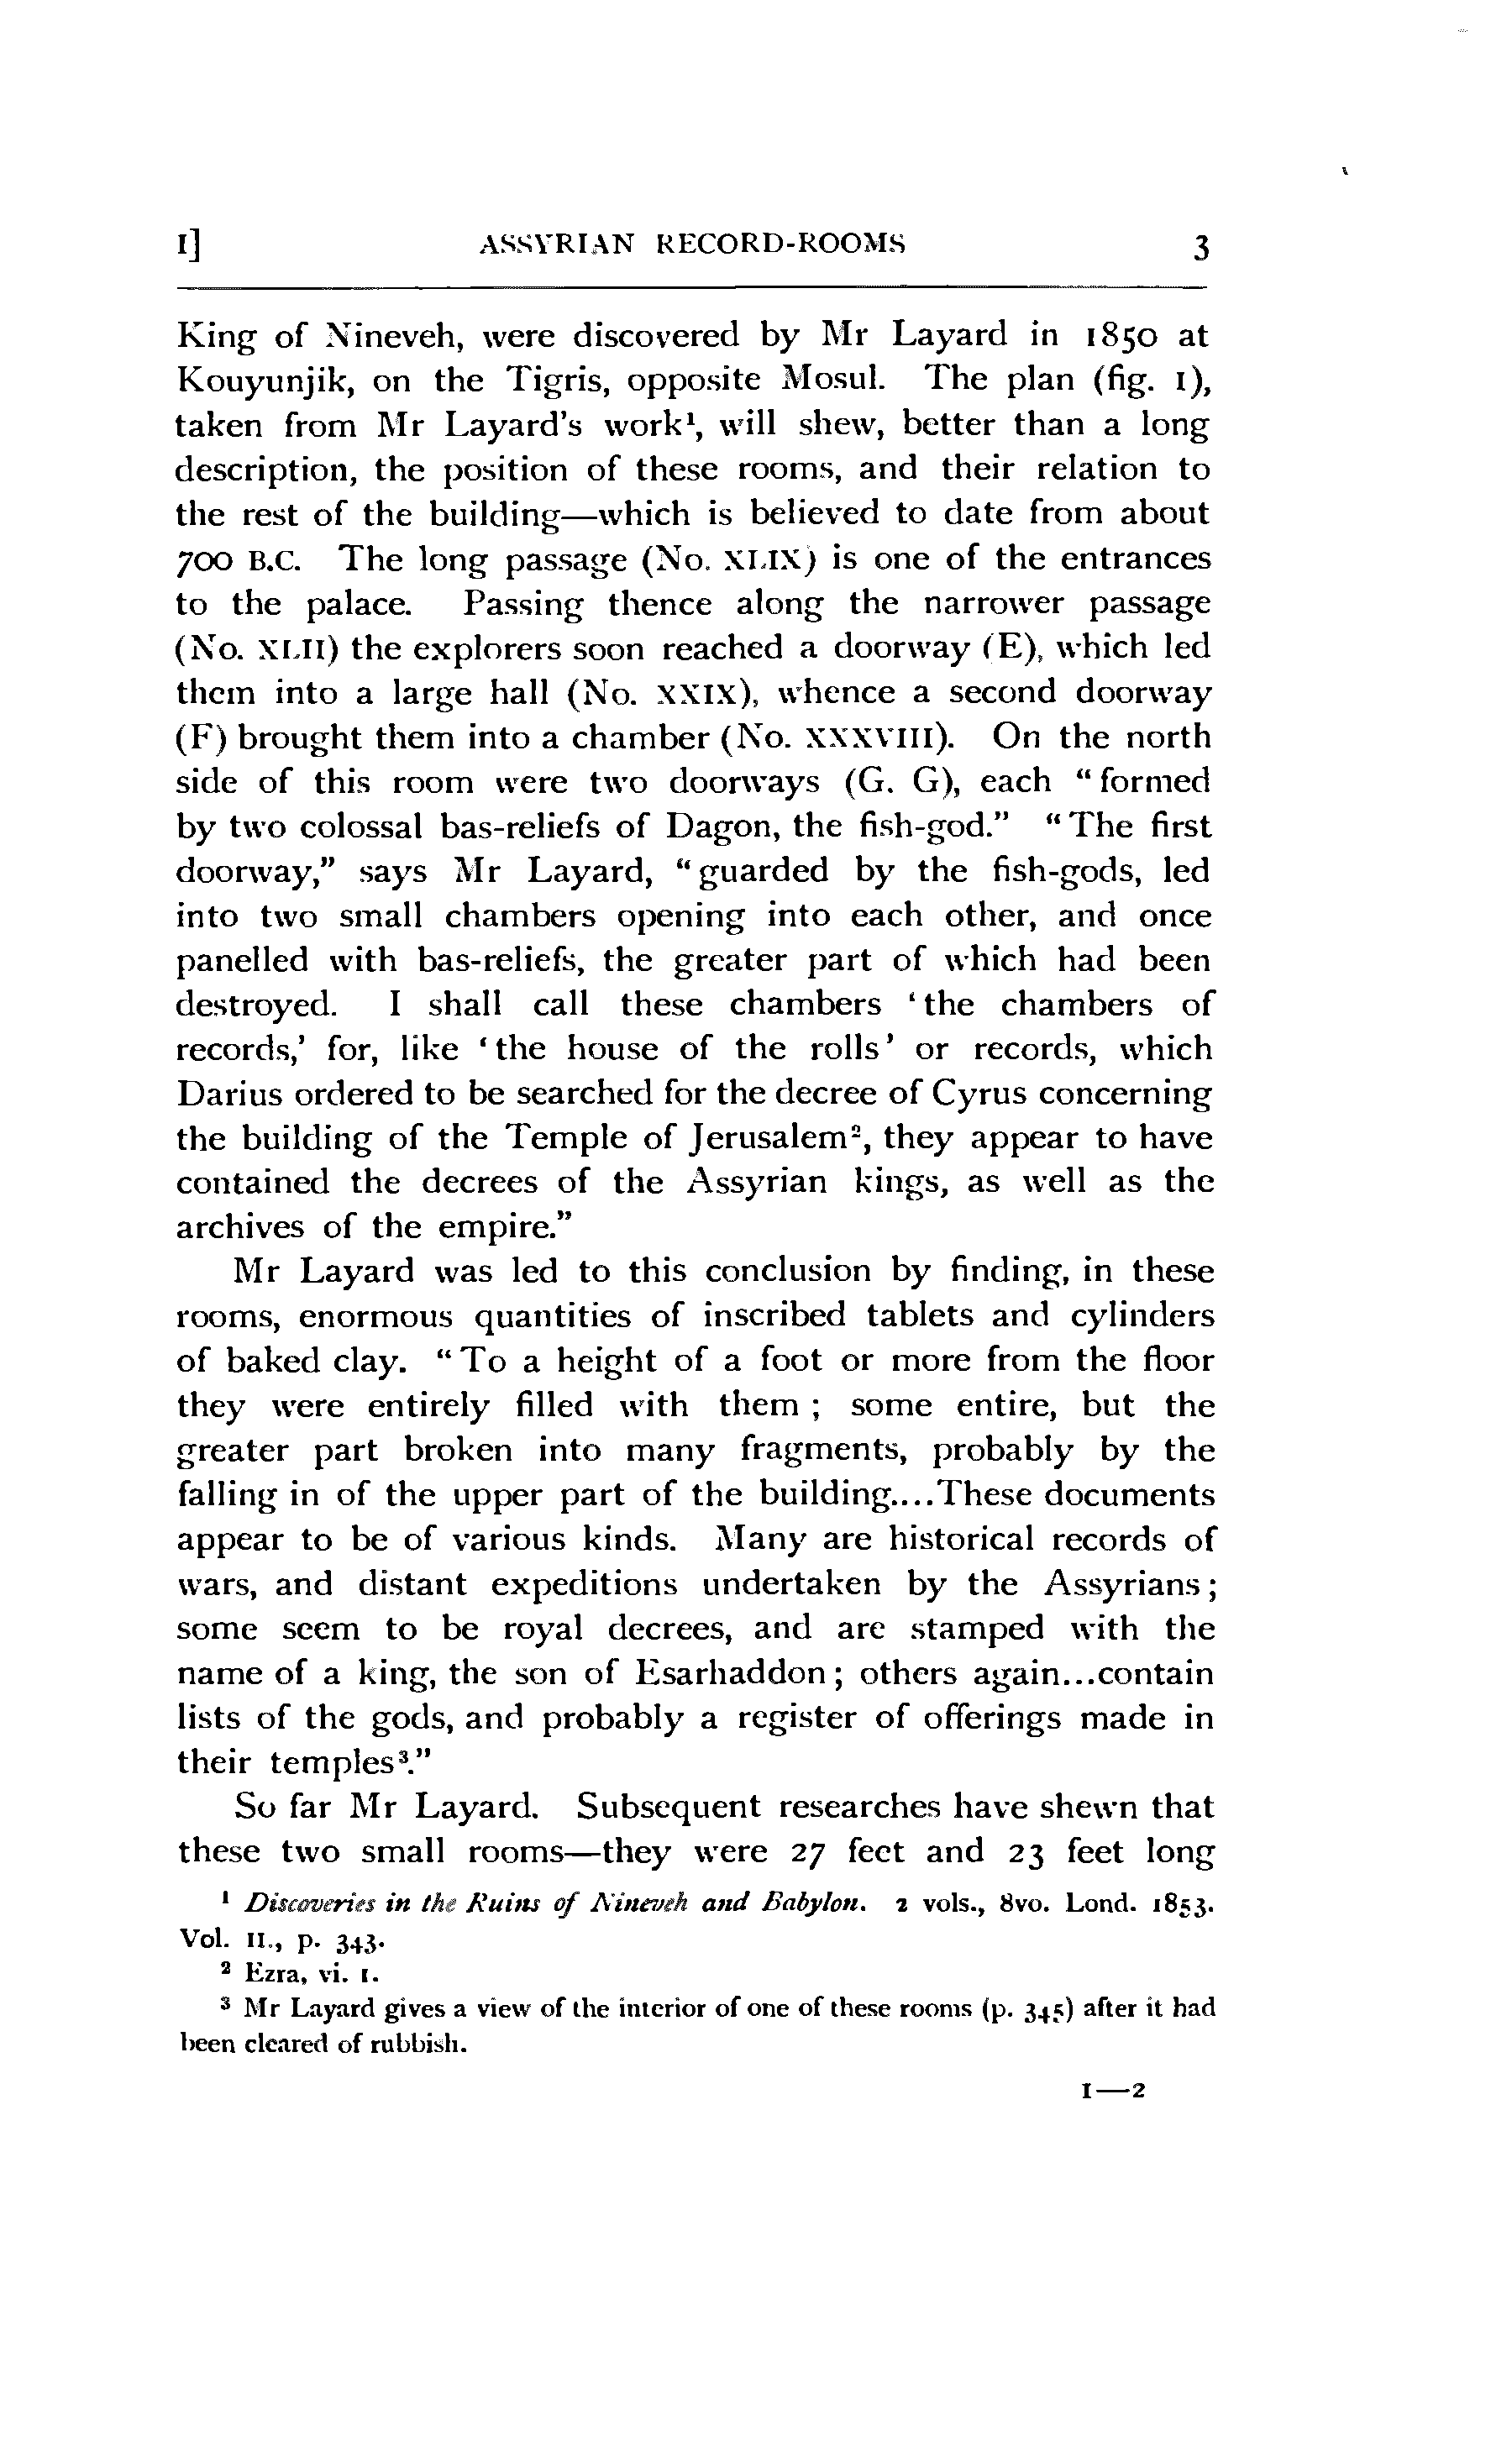 I] ASSYRIAN RECORD-ROOMS 3
King of Nineveh, were discovered by Mr Layard in 1850 at
Kouyunjik, on the Tigris, opposite Mosul. The plan (fig. 1),
taken from Mr Layard's work¹, will shew, better than a long
description, the position of these rooms, and their relation to
the rest of the building—which is believed to date from about
700 B.C. The long passage (No. XLIX) is one of the entrances
to the palace. Passing thence along the narrower passage
(No. XLII) the explorers soon reached a doorway (E), which led
them into a large hall (No. XXIX), whence a second doorway
(F) brought them into a chamber (No. XXXVIII). On the north
side of this room were two doorways (G. G), each "formed
by two colossal bas-reliefs of Dagon, the fish-god." "The first
doorway," says Mr Layard, "guarded by the fish-gods, led
into two small chambers opening into each other, and once
panelled with bas-reliefs, the greater part of which had been
destroyed. I shall call these chambers 'the chambers of
records,' for, like 'the house of the rolls' or records, which
Darius ordered to be searched for the decree of Cyrus concerning
the building of the Temple of Jerusalem², they appear to have
contained the decrees of the Assyrian kings, as well as the
archives of the empire."
Mr Layard was led to this conclusion by finding, in these
rooms, enormous quantities of inscribed tablets and cylinders
of baked clay. "To a height of a foot or more from the floor
they were entirely filled with them; some entire, but the
greater part broken into many fragments, probably by the
falling in of the upper part of the building....These documents
appear to be of various kinds. Many are historical records of
wars, and distant expeditions undertaken by the Assyrians;
some seem to be royal decrees, and are stamped with the
name of a king, the son of Esarhaddon; others again...contain
lists of the gods, and probably a register of offerings made in
their temples³."
So far Mr Layard. Subsequent researches have shewn that
these two small rooms—they were 27 feet and 23 feet long
¹ Discoveries in the Ruins of Nineveh and Babylon. 2 vols., 8vo. Lond. 1853.
Vol. II., p. 343.
² Ezra, vi. 1.
³ Mr Layard gives a view of the interior of one of these rooms (p. 345) after it had
been cleared of rubbish.
1—2